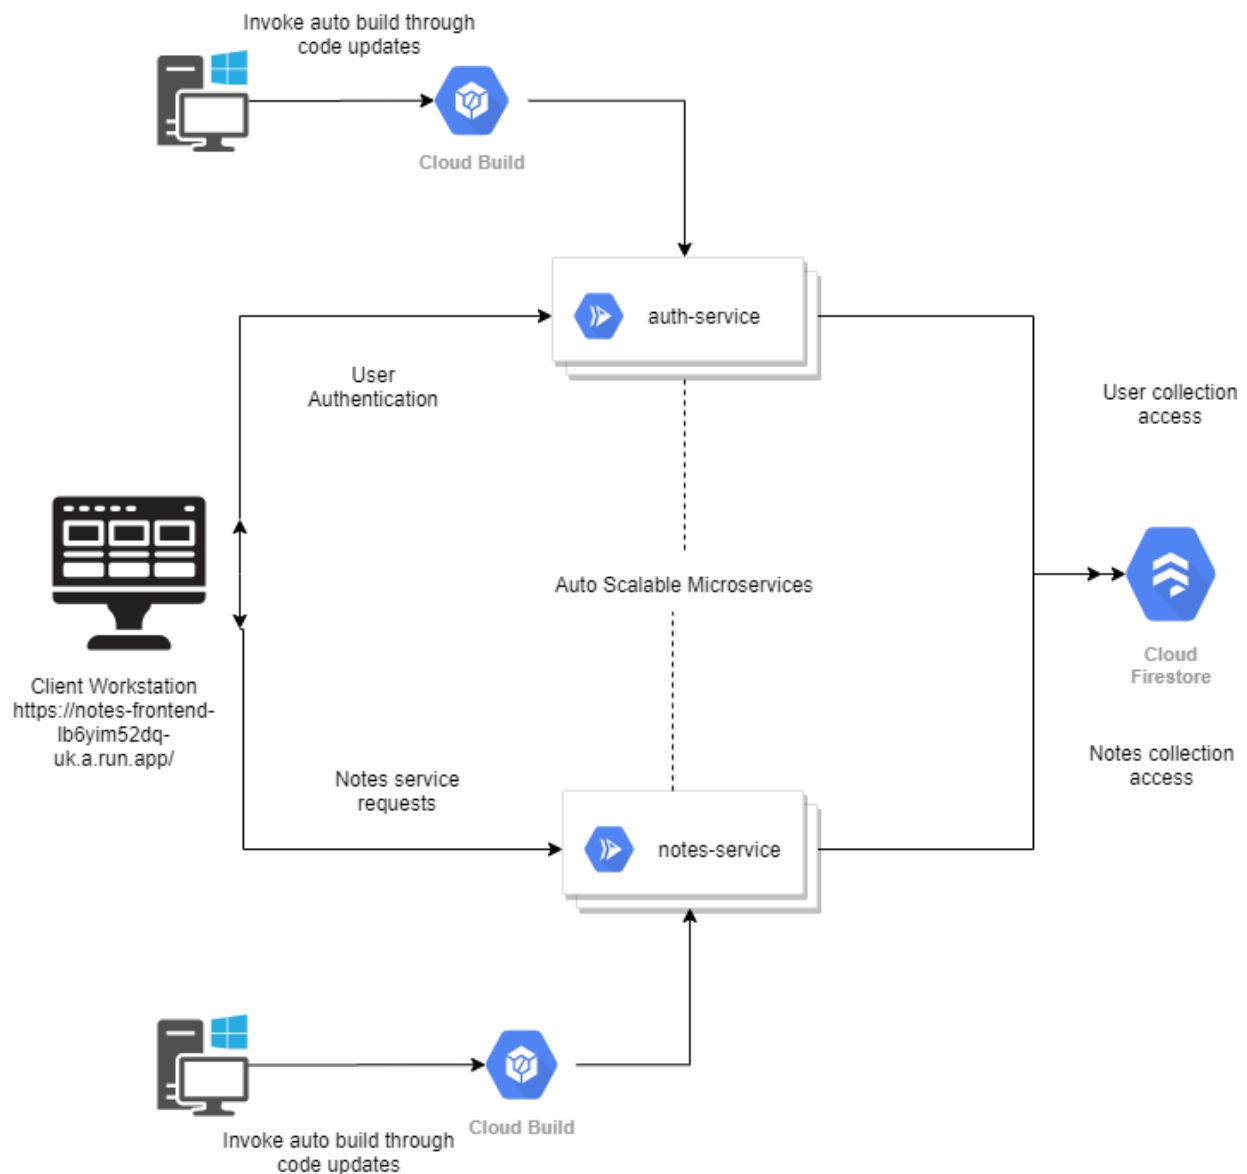 Invoke auto build through
code updates
Cloud Build
auth-service
User
Authentication
User collection
access
Auto Scalable Microservices
Cloud
Firestore
Client Workstation
https://notes-frontend-
lb6yim52dq-
uk.a.run.app/
Notes collection
access
Notes service
requests
notes-service
Cloud Build
Invoke auto build through
code updates